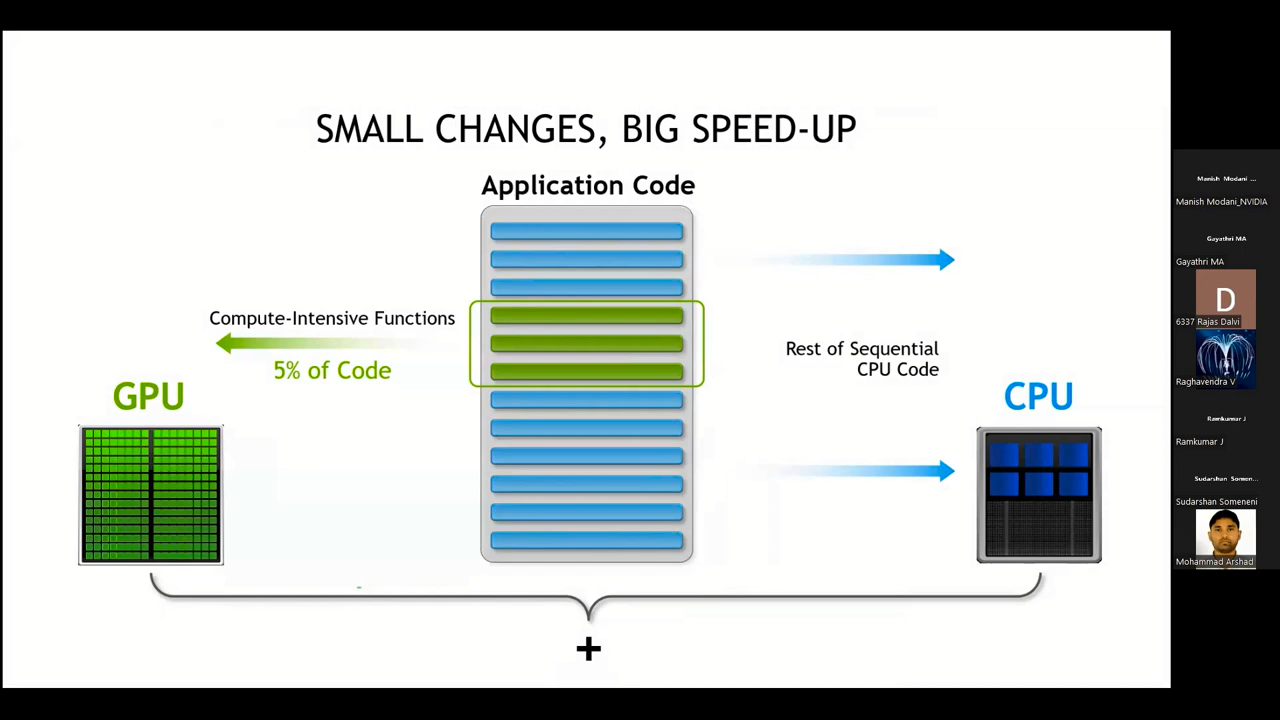 SMALL CHANGES, BIG SPEED-UP
Application Code
Compute-Intensive Functions
5% of Code
GPU
Rest of Sequential
CPU Code
CPU
+
Manish Modani ...
Manish Modani_NVIDIA
Gayathri MA
Gayathri MA
D
6337 Rajas Dalvi
Raghavendra V
Ramkumar J
Ramkumar J
Sudarshan Somen...
Sudarshan Someneni
Mohammad Arshad